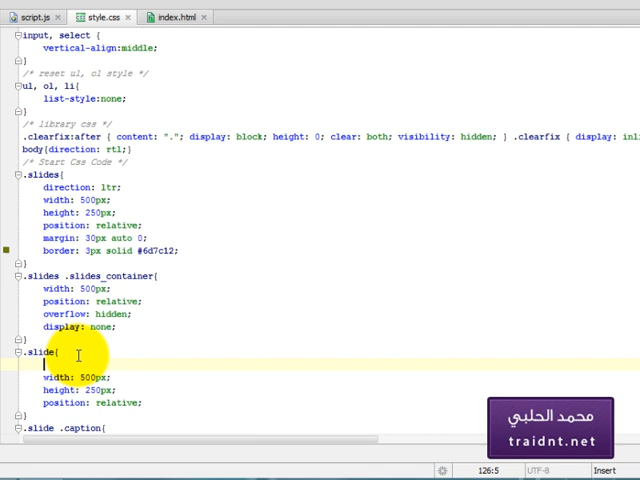 script.js style.css index.html
input, select {
vertical-align:middle;
}
/* reset ul, ol style */
ul, ol, li{
list-style:none;
}
/* library css */
.clearfix:after { content: "."; display: block; height: 0; clear: both; visibility: hidden; } .clearfix { display: inli
body{direction: rtl;}
/* Start Css Code */
.slides{
direction: ltr;
width: 500px;
height: 250px;
position: relative;
margin: 30px auto 0;
border: 3px solid #6d7c12;
}
.slides .slides_container{
width: 500px;
position: relative;
overflow: hidden;
display: none;
}
.slide{
width: 500px;
height: 250px;
position: relative;
}
.slide .caption{
محمد الحلبي
traidnt.net
126:5 UTF-8 Insert